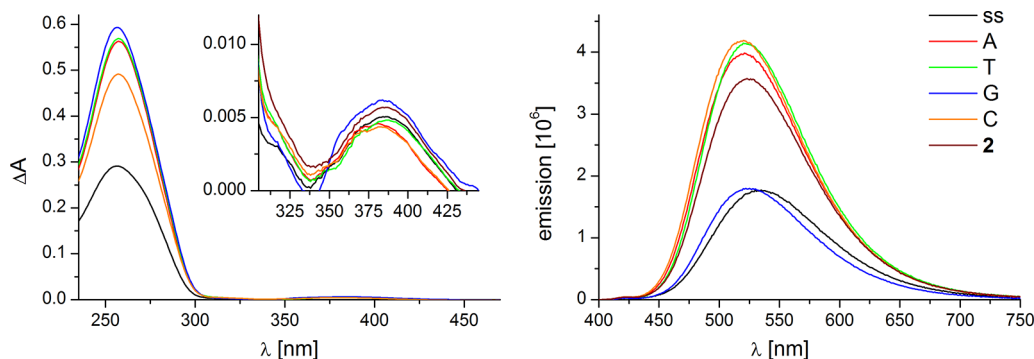 0.6
0.5
0.4
0.3
0.2
0.1
0.0
ΔA
250 300 350 400 450
λ [nm]
0.010
0.005
0.000
325 350 375 400 425
4
3
2
1
0
emission [10⁶]
400 450 500 550 600 650 700 750
λ [nm]
ss
A
T
G
C
2